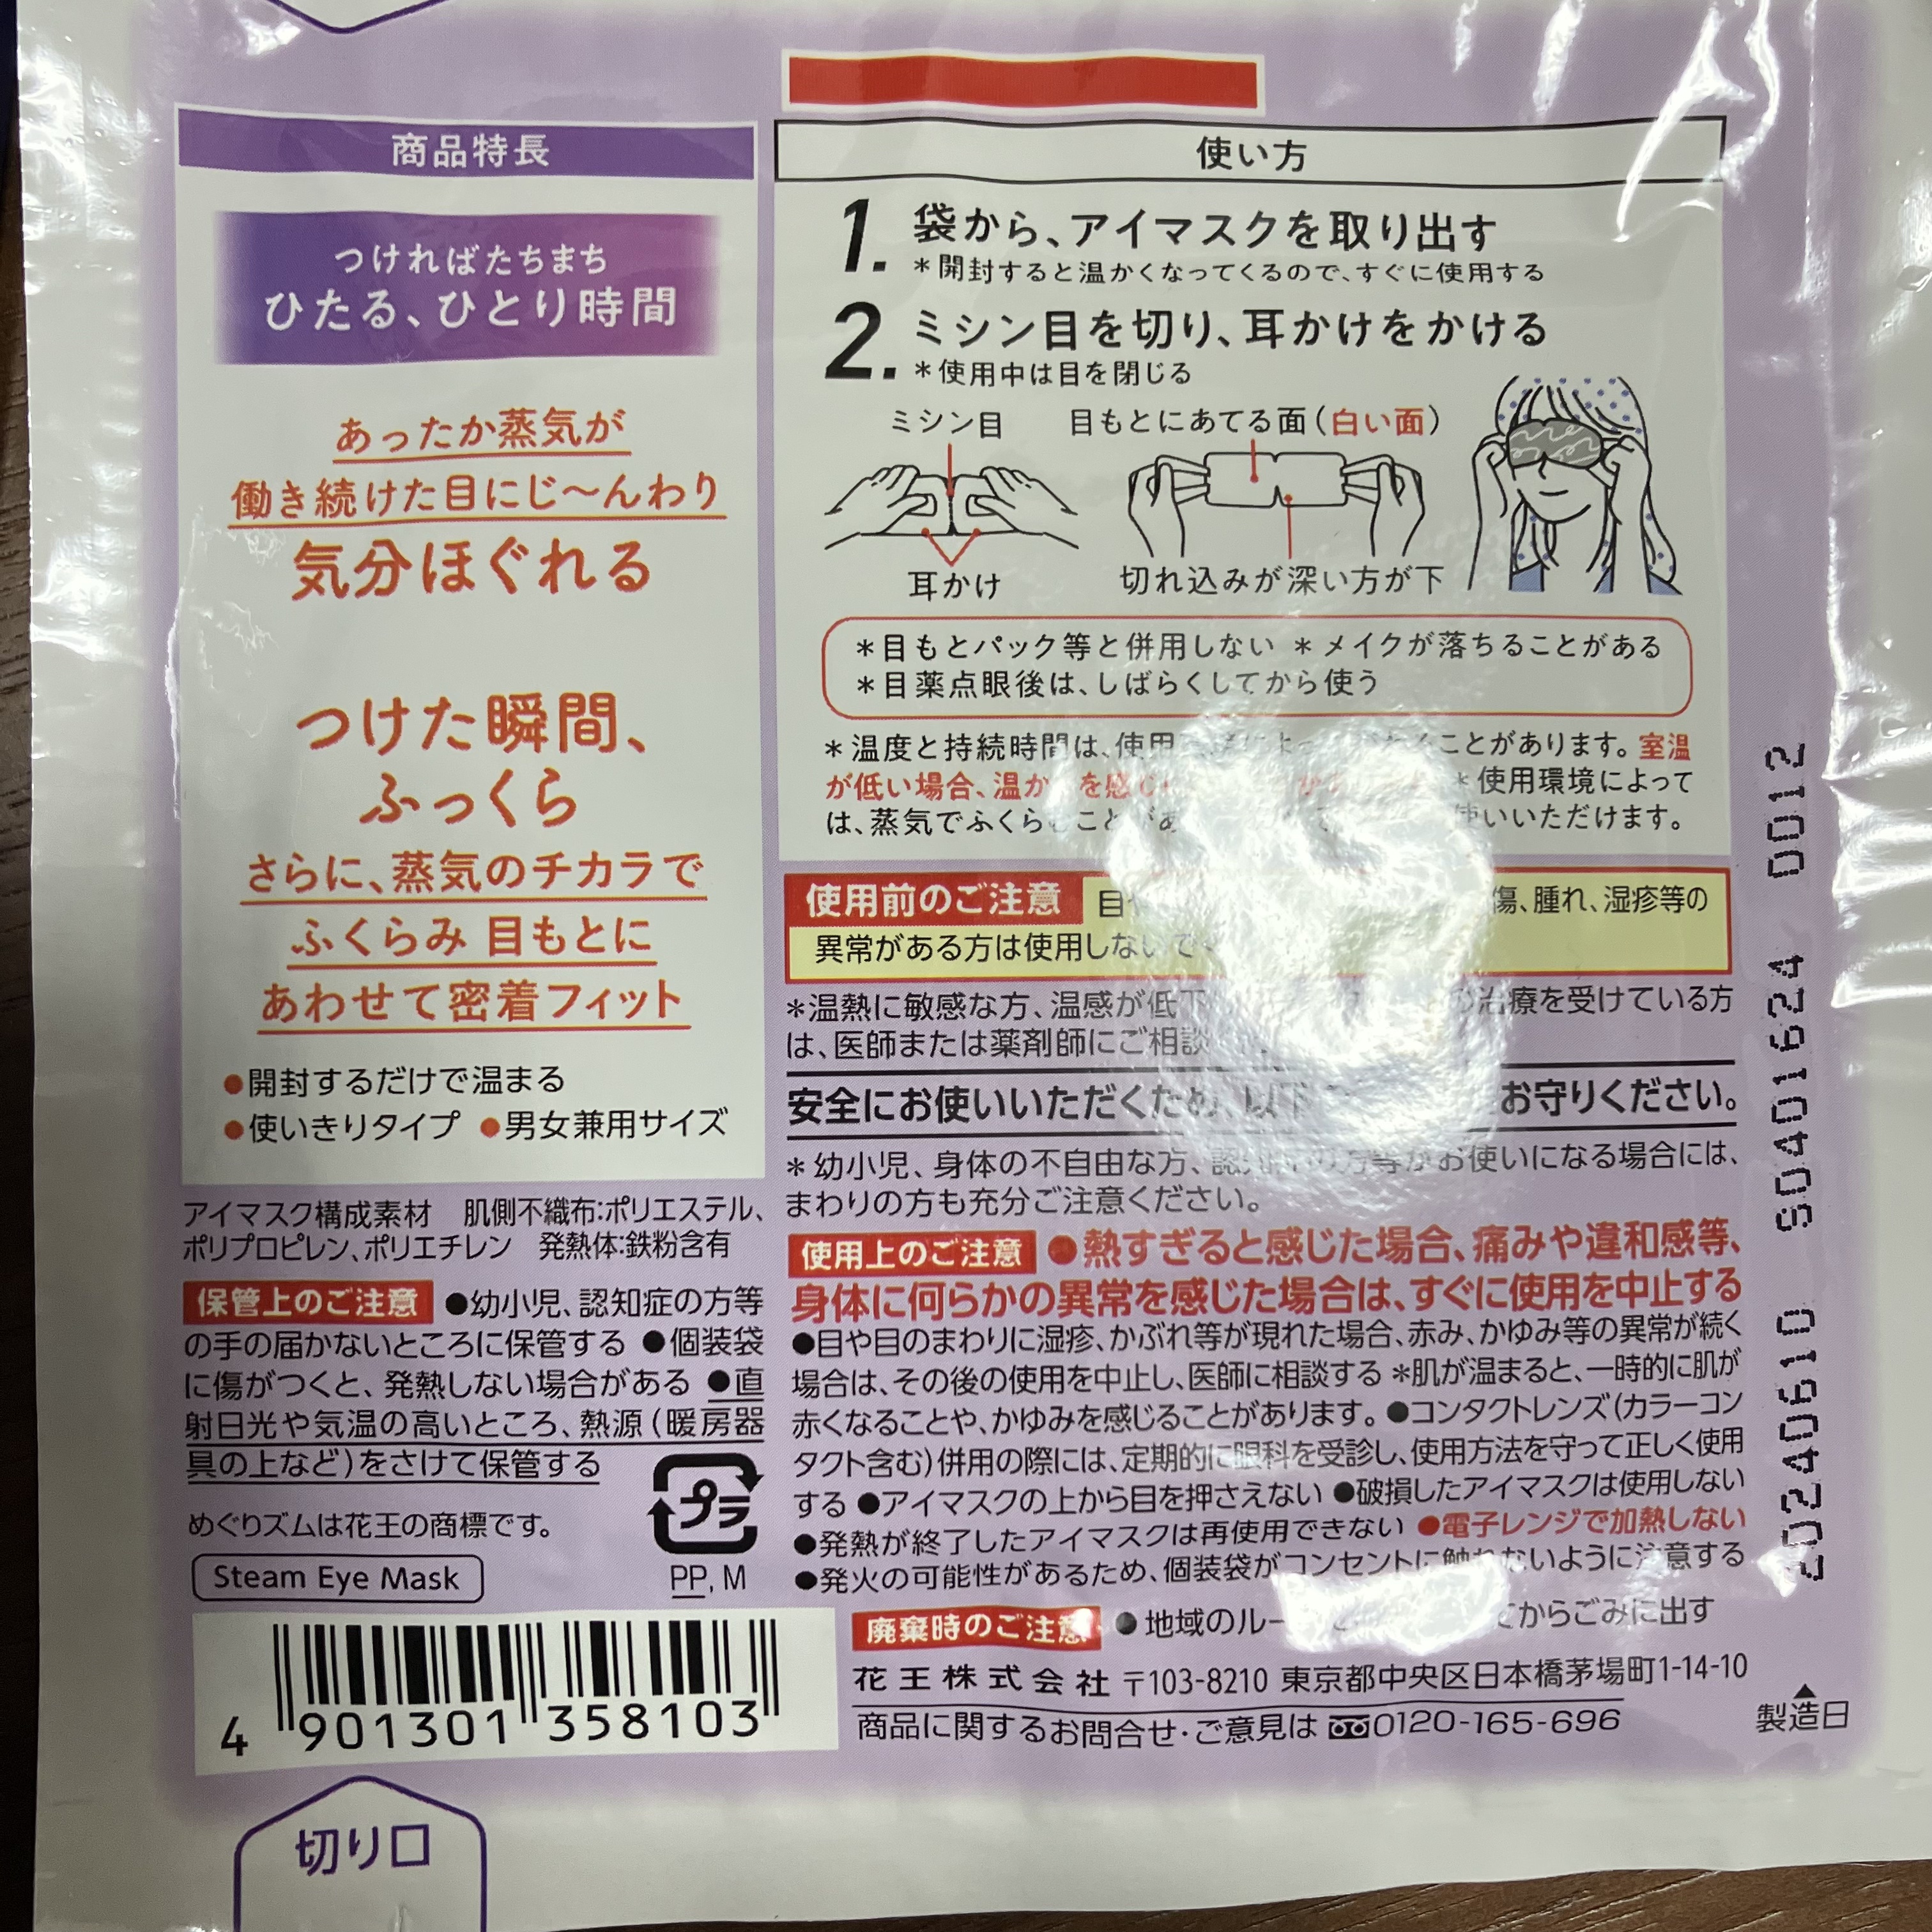 商品特長
つければたちまち
ひたる、ひとり時間
あったか蒸気が
働き続けた目にじ〜んわり
気分ほぐれる
つけた瞬間、
ふっくら
さらに、蒸気のチカラで
ふくらみ 目もとに
あわせて密着フィット
●開封するだけで温まる
●使いきりタイプ ●男女兼用サイズ
アイマスク構成素材 肌側不織布:ポリエステル、
ポリプロピレン、ポリエチレン 発熱体:鉄粉含有
保管上のご注意 ●幼小児、認知症の方等
の手の届かないところに保管する ●個装袋
に傷がつくと、発熱しない場合がある ●直
射日光や気温の高いところ、熱源(暖房器
具の上など)をさけて保管する
めぐりズムは花王の商標です。
Steam Eye Mask
プラ
PP, M
4 901301 358103
切り口
使い方
1. 袋から、アイマスクを取り出す
＊開封すると温かくなってくるので、すぐに使用する
2. ミシン目を切り、耳かけをかける
＊使用中は目を閉じる
ミシン目 目もとにあてる面(白い面)
耳かけ 切れ込みが深い方が下
＊目もとパック等と併用しない ＊メイクが落ちることがある
＊目薬点眼後は、しばらくしてから使う
＊温度と持続時間は、使用 ことがあります。室温
が低い場合、 ＊使用環境によって
は、蒸気でふくら 使いいただけます。
使用前のご注意 傷、腫れ、湿疹等の
異常がある方は使用しない
＊温熱に敏感な方、温感が 治療を受けている方
は、医師または薬剤師にご相談
安全にお使いいただくため、以下 お守りください。
＊幼小児、身体の不自由な方、 お使いになる場合には、
まわりの方も充分ご注意ください。
使用上のご注意 ●熱すぎると感じた場合、痛みや違和感等、
身体に何らかの異常を感じた場合は、すぐに使用を中止する
●目や目のまわりに湿疹、かぶれ等が現れた場合、赤み、かゆみ等の異常が続く
場合は、その後の使用を中止し、医師に相談する ＊肌が温まると、一時的に肌が
赤くなることや、かゆみを感じることがあります。 ●コンタクトレンズ(カラーコン
タクト含む)併用の際には、定期的に眼科を受診し、使用方法を守って正しく使用
する ●アイマスクの上から目を押さえない ●破損したアイマスクは使用しない
●発熱が終了したアイマスクは再使用できない ●電子レンジで加熱しない
●発火の可能性があるため、個装袋がコンセントに触れないように注意する
廃棄時のご注意 ●地域のルー てからごみに出す
花王株式会社 〒103-8210 東京都中央区日本橋茅場町1-14-10
商品に関するお問合せ・ご意見は 0120-165-696
20240610 S0401624 0012
▲
製造日